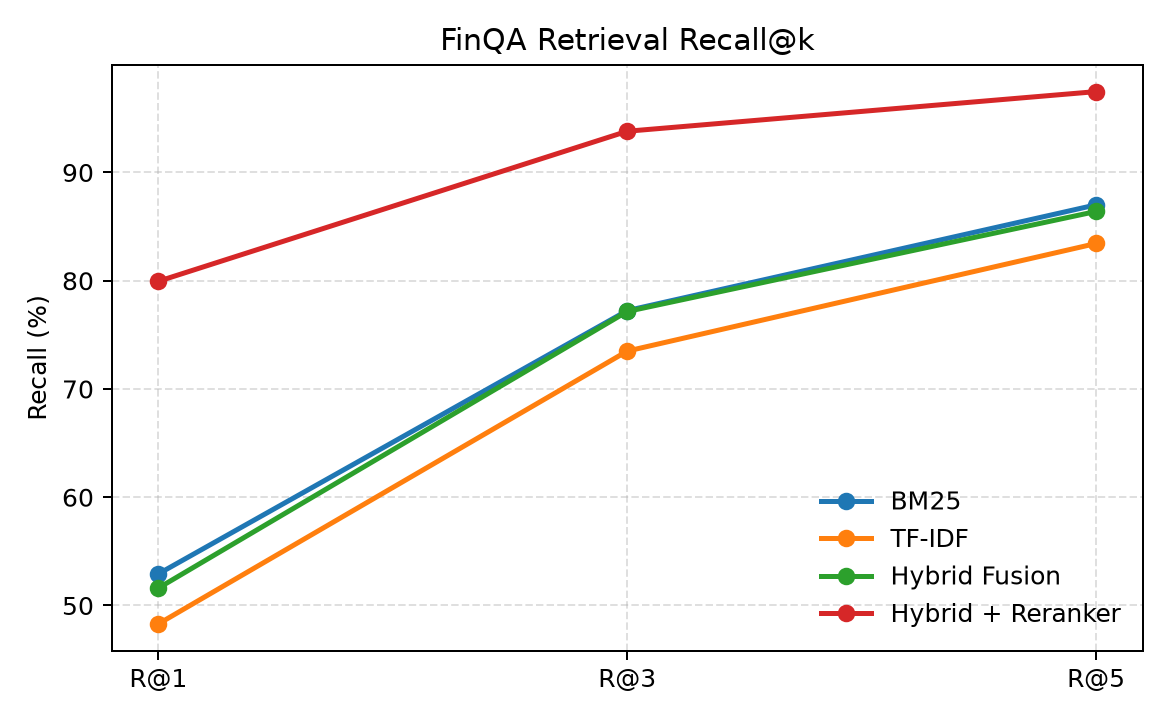 FinQA Retrieval Recall@k
Recall (%)
90
80
70
60
50
R@1
R@3
R@5
BM25
TF-IDF
Hybrid Fusion
Hybrid + Reranker